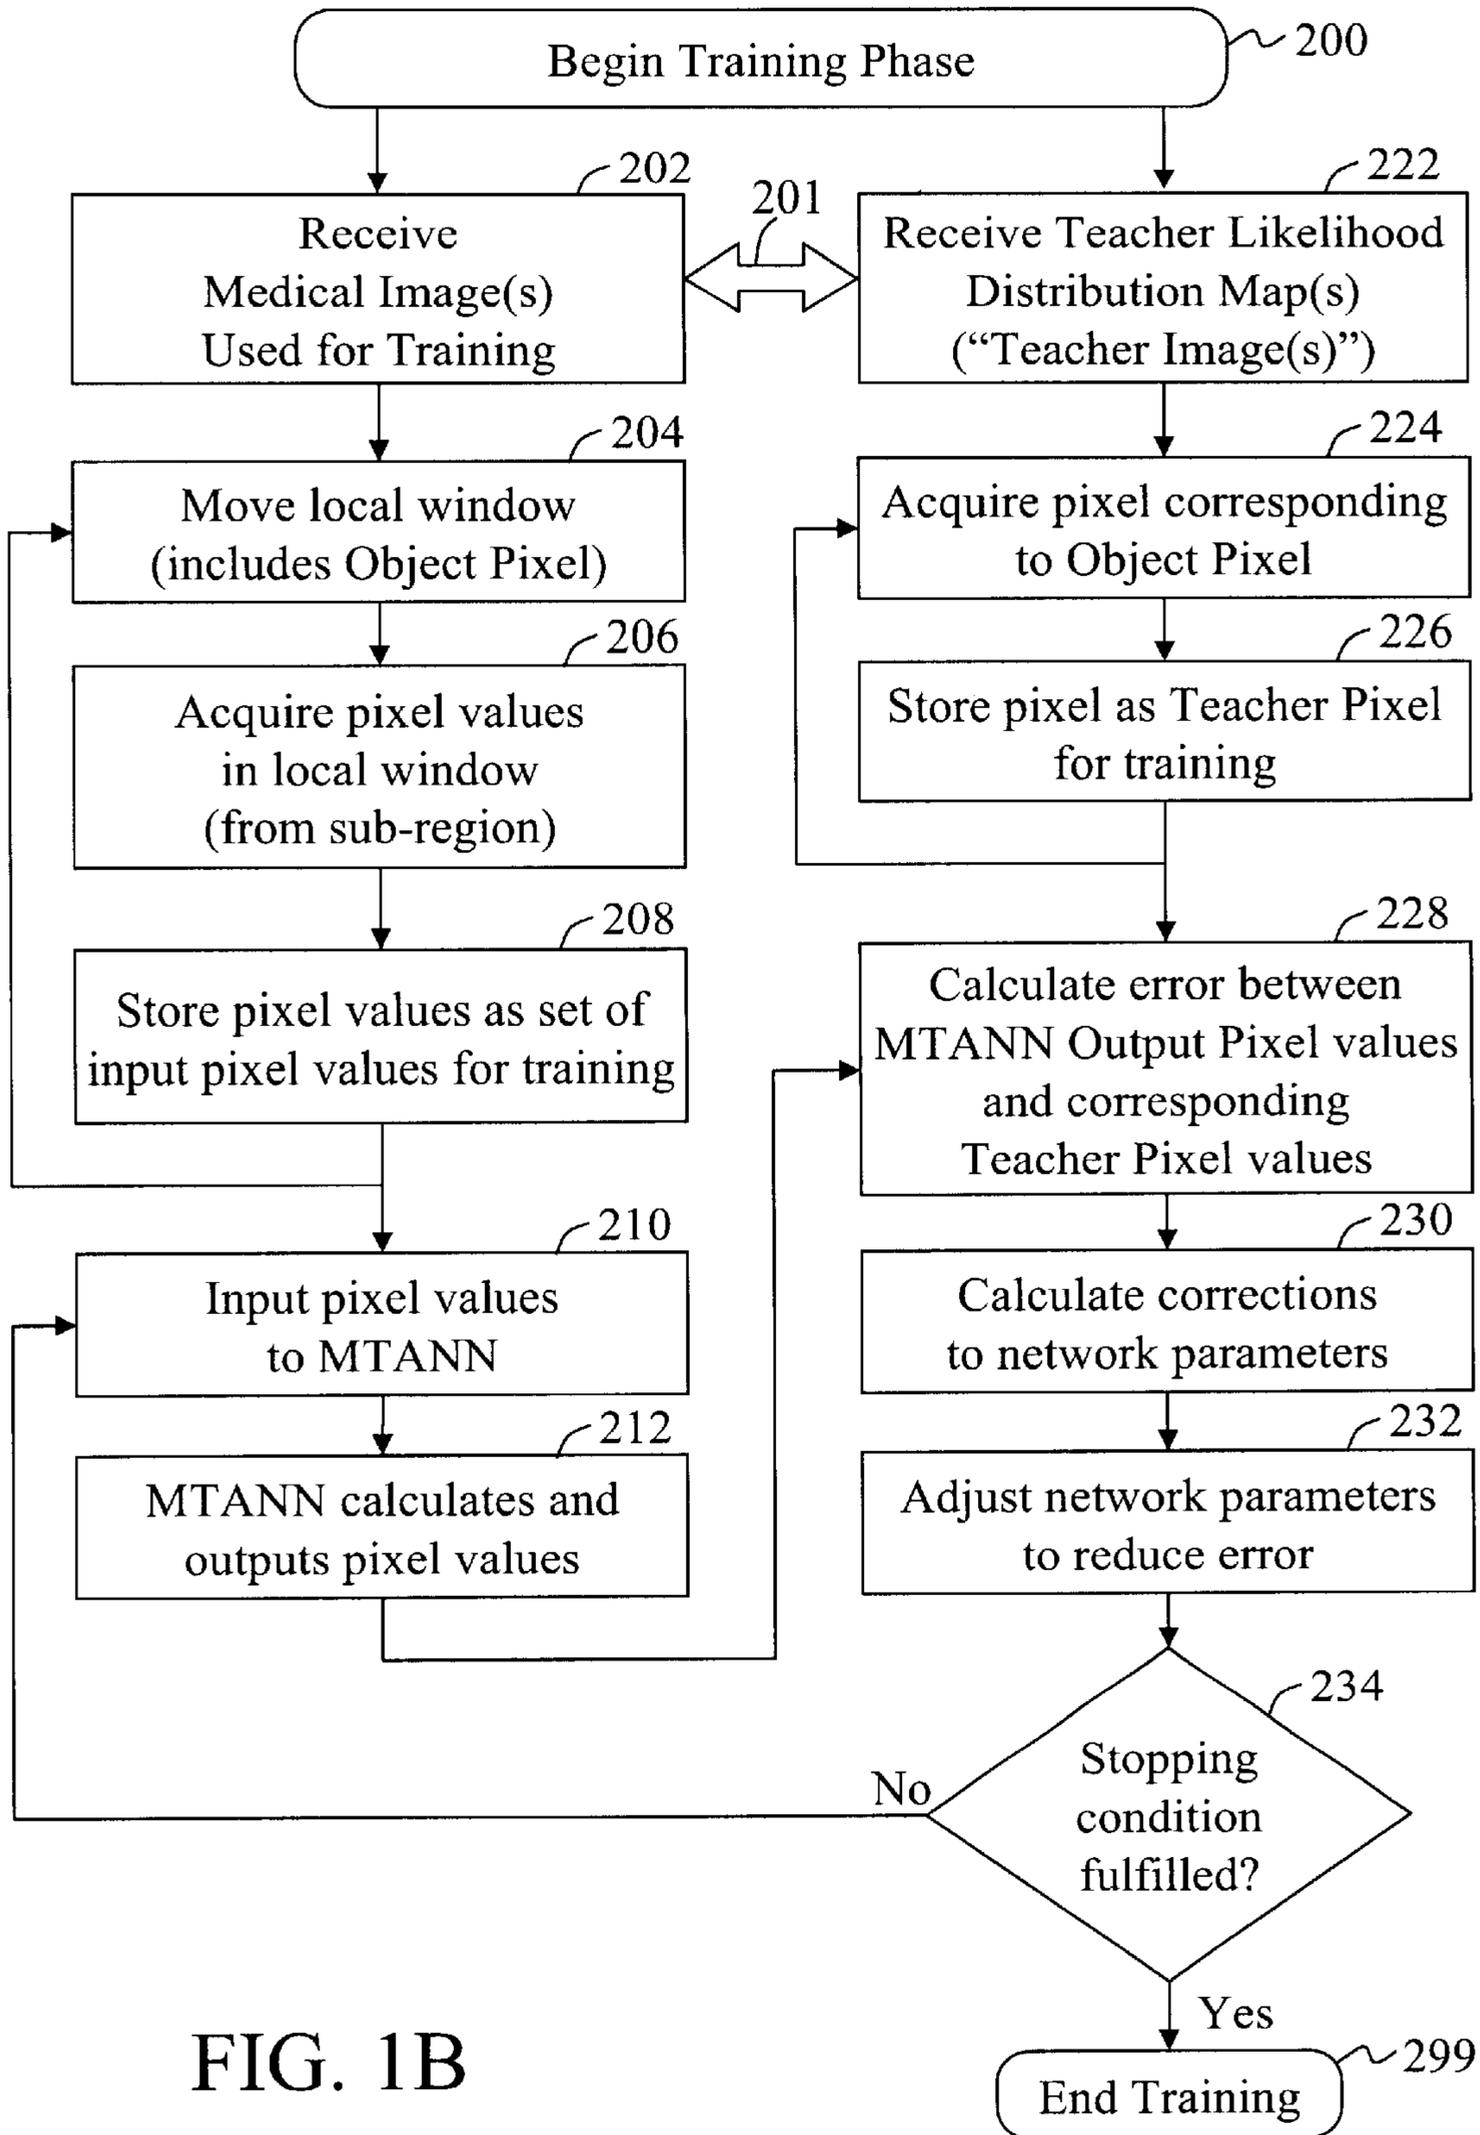 Begin Training Phase
200
202
Receive
Medical Image(s)
Used for Training
201
222
Receive Teacher Likelihood
Distribution Map(s)
(“Teacher Image(s)”)
204
Move local window
(includes Object Pixel)
224
Acquire pixel corresponding
to Object Pixel
206
Acquire pixel values
in local window
(from sub-region)
226
Store pixel as Teacher Pixel
for training
208
Store pixel values as set of
input pixel values for training
228
Calculate error between
MTANN Output Pixel values
and corresponding
Teacher Pixel values
210
Input pixel values
to MTANN
230
Calculate corrections
to network parameters
212
MTANN calculates and
outputs pixel values
232
Adjust network parameters
to reduce error
234
Stopping
condition
fulfilled?
No
Yes
299
End Training
FIG. 1B